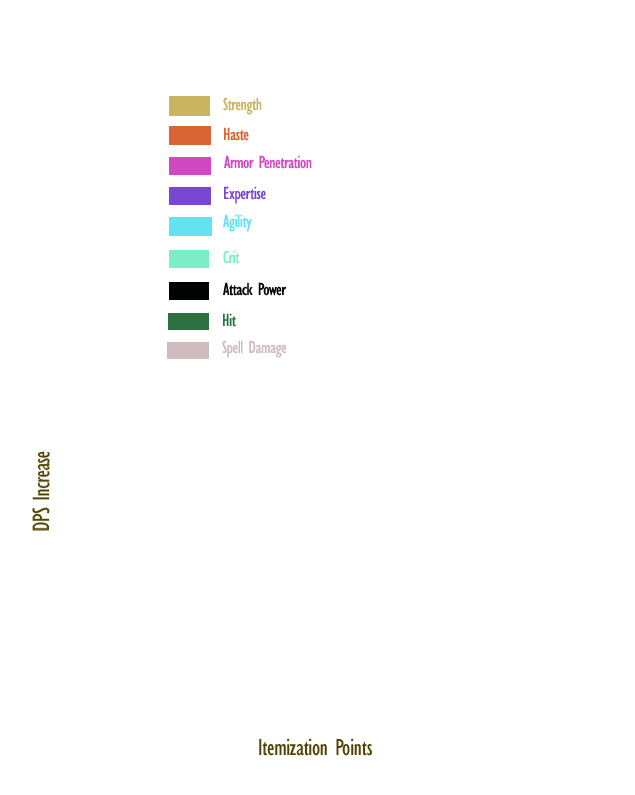 Strength
Haste
Armor Penetration
Expertise
Agility
Crit
Attack Power
Hit
Spell Damage
DPS Increase
Itemization Points